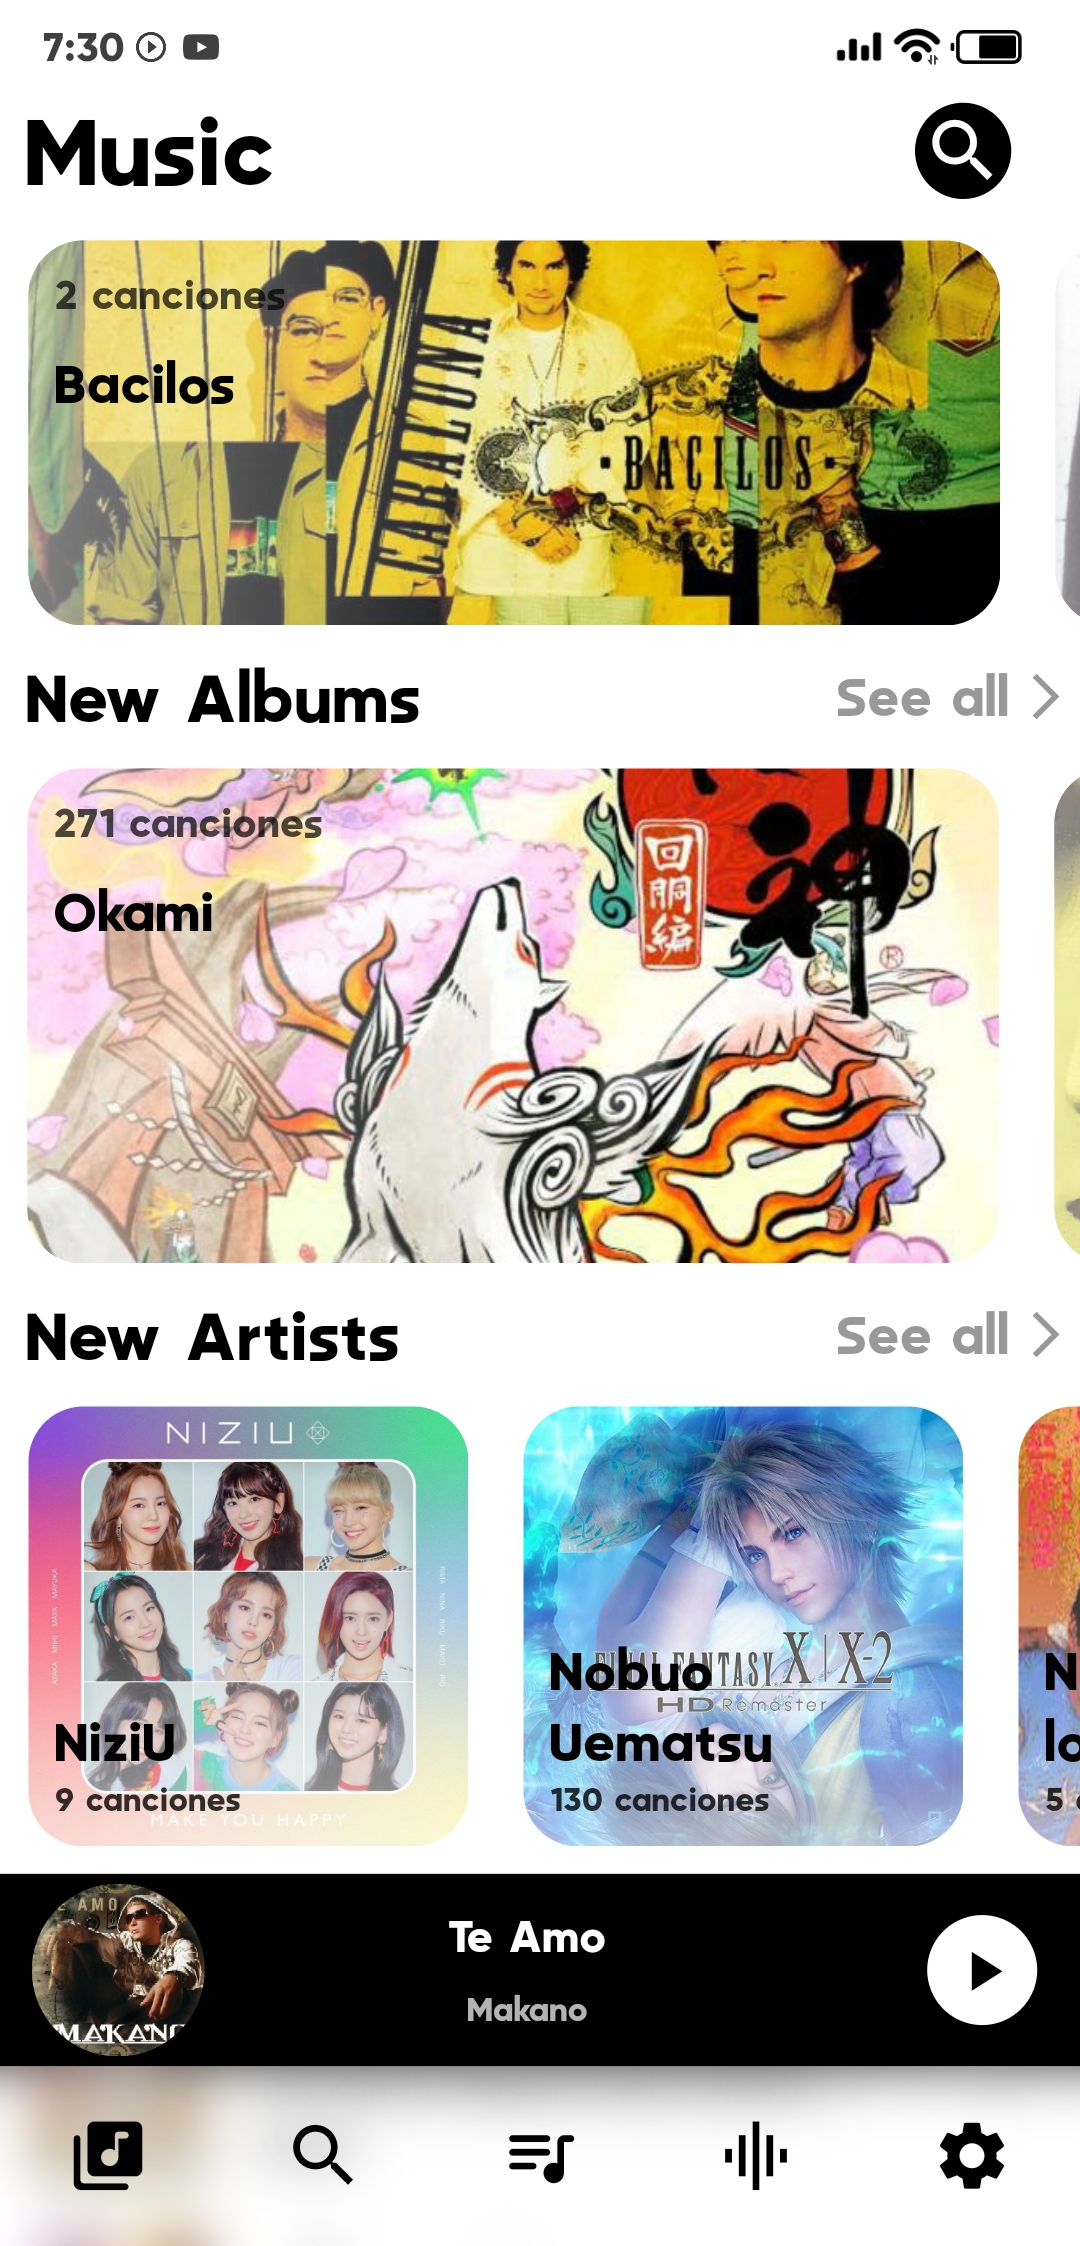 7:30
Music
2 canciones
Bacilos
CARALUNA
·BACILOS·
New Albums
See all
271 canciones
Okami
神
回胴編
®
New Artists
See all
NIZIU
NiziU
9 canciones
MAKE YOU HAPPY
FINAL FANTASY X | X-2
HD Remaster
Nobuo
Uematsu
130 canciones
N
lo
5 c
TE AMO
MAKANO
Te Amo
Makano